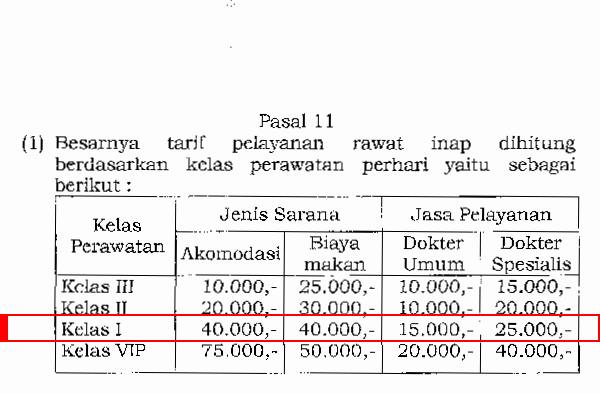 Pasal 11
(1) Besarnya tarif pelayanan rawat inap dihitung
berdasarkan kelas perawatan perhari yaitu sebagai
berikut :
Kelas Perawatan Jenis Sarana Jasa Pelayanan
Akomodasi Biaya makan Dokter Umum Dokter Spesialis
Kelas III 10.000,- 25.000,- 10.000,- 15.000,-
Kelas II 20.000,- 30.000,- 10.000,- 20.000,-
Kelas I 40.000,- 40.000,- 15.000,- 25.000,-
Kelas VIP 75.000,- 50.000,- 20.000,- 40.000,-